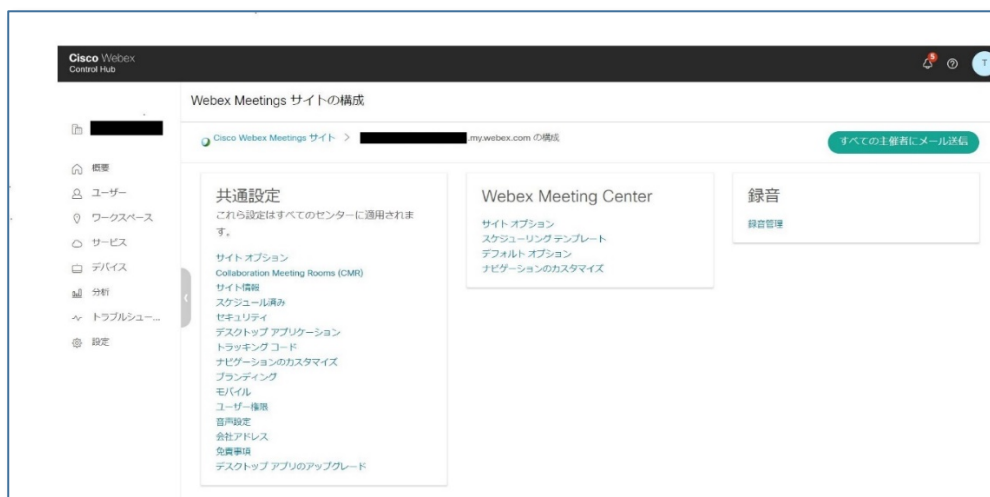 Cisco Webex
Control Hub
5
T
Webex Meetings サイトの構成
Cisco Webex Meetings サイト > .my.webex.com の構成
すべての主催者にメール送信
概要
ユーザー
ワークスペース
サービス
デバイス
分析
トラブルシュー...
設定
共通設定
これら設定はすべてのセンターに適用されま
す。
サイト オプション
Collaboration Meeting Rooms (CMR)
サイト情報
スケジュール済み
セキュリティ
デスクトップ アプリケーション
トラッキング コード
ナビゲーションのカスタマイズ
ブランディング
モバイル
ユーザー権限
音声設定
会社アドレス
免責事項
デスクトップ アプリのアップグレード
Webex Meeting Center
サイト オプション
スケジューリング テンプレート
デフォルト オプション
ナビゲーションのカスタマイズ
録音
録音管理